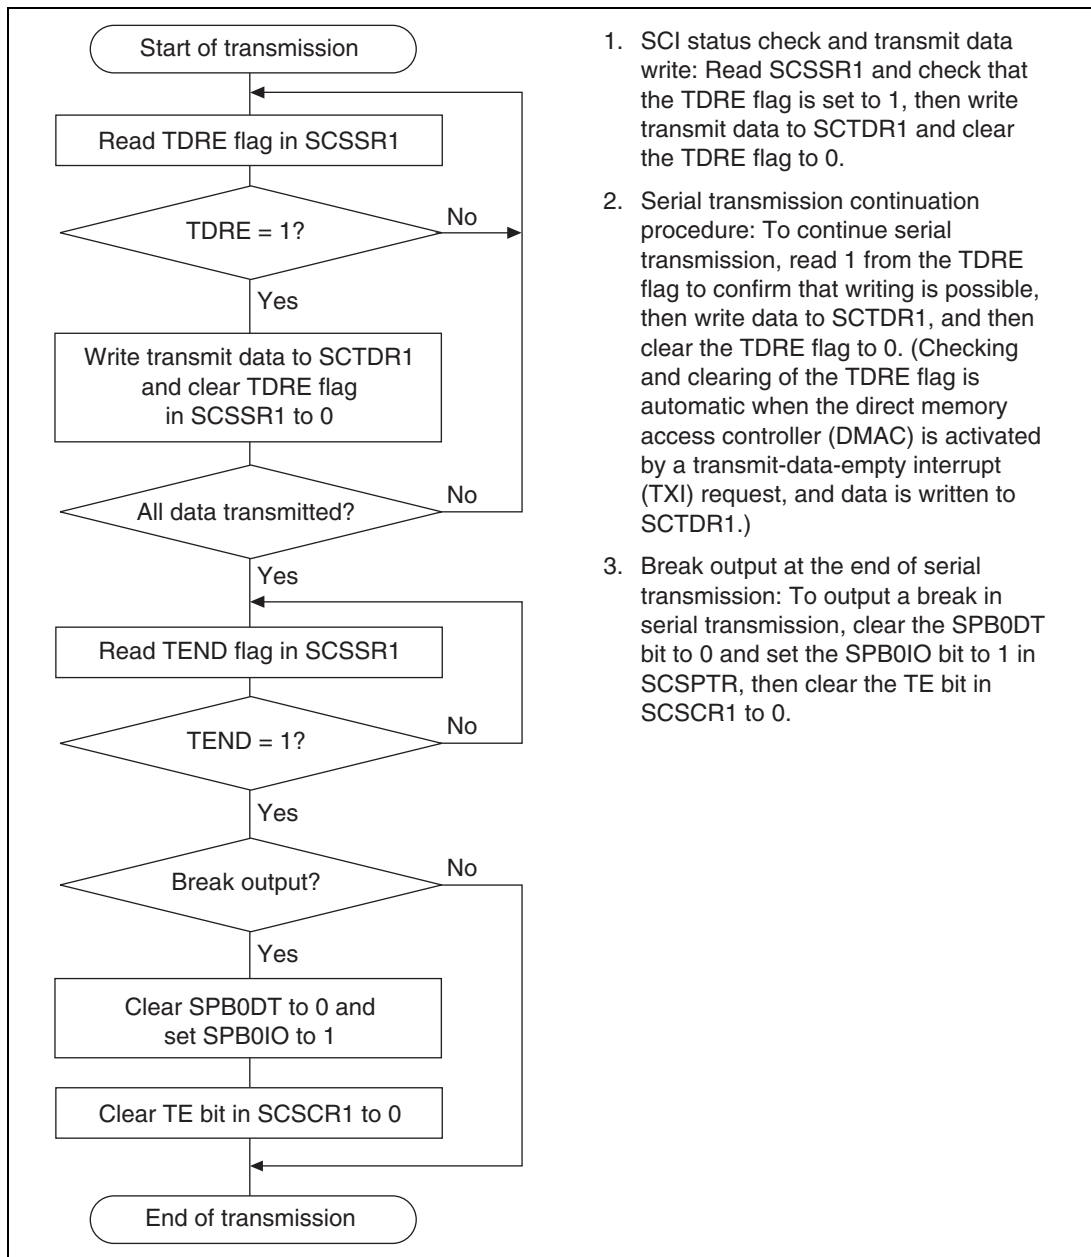 Start of transmission
Read TDRE flag in SCSSR1
TDRE = 1?
No
Yes
Write transmit data to SCTDR1
and clear TDRE flag
in SCSSR1 to 0
All data transmitted?
No
Yes
Read TEND flag in SCSSR1
TEND = 1?
No
Yes
Break output?
No
Yes
Clear SPB0DT to 0 and
set SPB0IO to 1
Clear TE bit in SCSCR1 to 0
End of transmission
1. SCI status check and transmit data
write: Read SCSSR1 and check that
the TDRE flag is set to 1, then write
transmit data to SCTDR1 and clear
the TDRE flag to 0.
2. Serial transmission continuation
procedure: To continue serial
transmission, read 1 from the TDRE
flag to confirm that writing is possible,
then write data to SCTDR1, and then
clear the TDRE flag to 0. (Checking
and clearing of the TDRE flag is
automatic when the direct memory
access controller (DMAC) is activated
by a transmit-data-empty interrupt
(TXI) request, and data is written to
SCTDR1.)
3. Break output at the end of serial
transmission: To output a break in
serial transmission, clear the SPB0DT
bit to 0 and set the SPB0IO bit to 1 in
SCSPTR, then clear the TE bit in
SCSCR1 to 0.